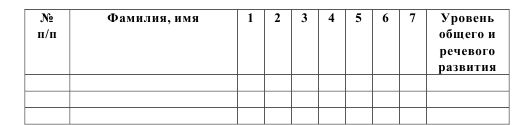 № Фамилия, имя 1 2 3 4 5 6 7 Уровень
п/п общего и
речевого
развития